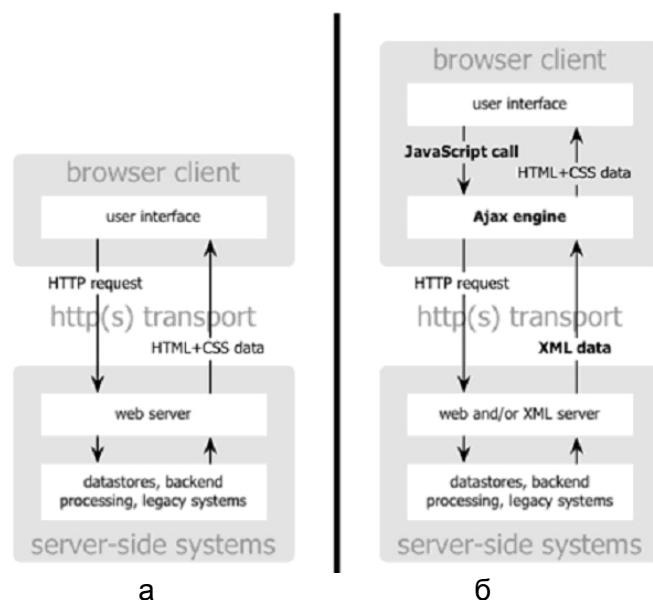 browser client
user interface
HTTP request
http(s) transport
HTML+CSS data
web server
datastores, backend
processing, legacy systems
server-side systems
а
browser client
user interface
JavaScript call
HTML+CSS data
Ajax engine
HTTP request
http(s) transport
XML data
web and/or XML server
datastores, backend
processing, legacy systems
server-side systems
б